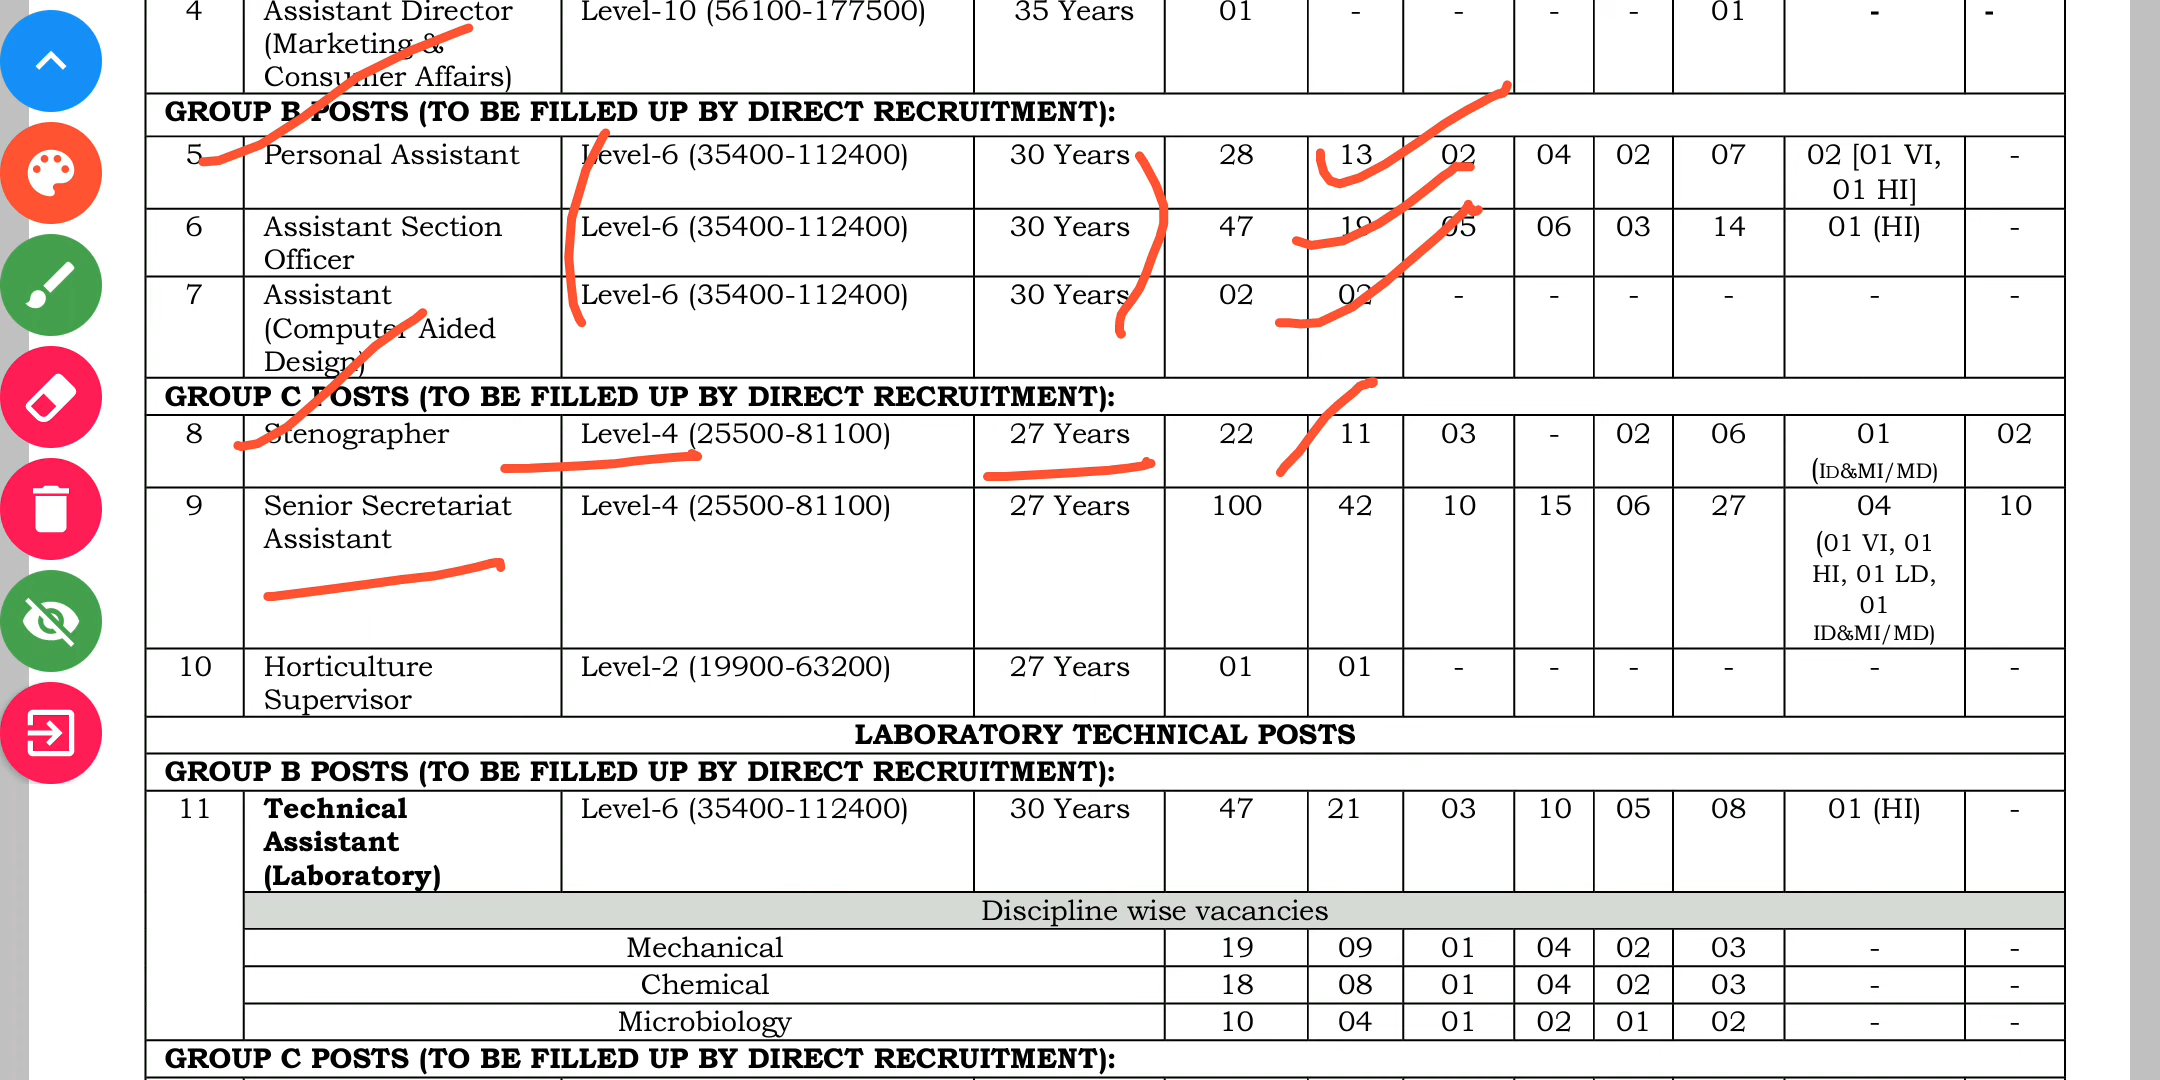 4 Assistant Director Level-10 (56100-177500) 35 Years 01 - - - - 01 - -
(Marketing &
Consumer Affairs)
GROUP B POSTS (TO BE FILLED UP BY DIRECT RECRUITMENT):
5 Personal Assistant Level-6 (35400-112400) 30 Years 28 13 02 04 02 07 02 [01 VI, -
01 HI]
6 Assistant Section Level-6 (35400-112400) 30 Years 47 19 05 06 03 14 01 (HI) -
Officer
7 Assistant Level-6 (35400-112400) 30 Years 02 02 - - - - - -
(Computer Aided
Design)
GROUP C POSTS (TO BE FILLED UP BY DIRECT RECRUITMENT):
8 Stenographer Level-4 (25500-81100) 27 Years 22 11 03 - 02 06 01 02
(ID&MI/MD)
9 Senior Secretariat Level-4 (25500-81100) 27 Years 100 42 10 15 06 27 04 10
Assistant
(01 VI, 01
HI, 01 LD,
01
ID&MI/MD)
10 Horticulture Level-2 (19900-63200) 27 Years 01 01 - - - - - -
Supervisor
LABORATORY TECHNICAL POSTS
GROUP B POSTS (TO BE FILLED UP BY DIRECT RECRUITMENT):
11 Technical Level-6 (35400-112400) 30 Years 47 21 03 10 05 08 01 (HI) -
Assistant
(Laboratory)
Discipline wise vacancies
Mechanical 19 09 01 04 02 03 - -
Chemical 18 08 01 04 02 03 - -
Microbiology 10 04 01 02 01 02 - -
GROUP C POSTS (TO BE FILLED UP BY DIRECT RECRUITMENT):